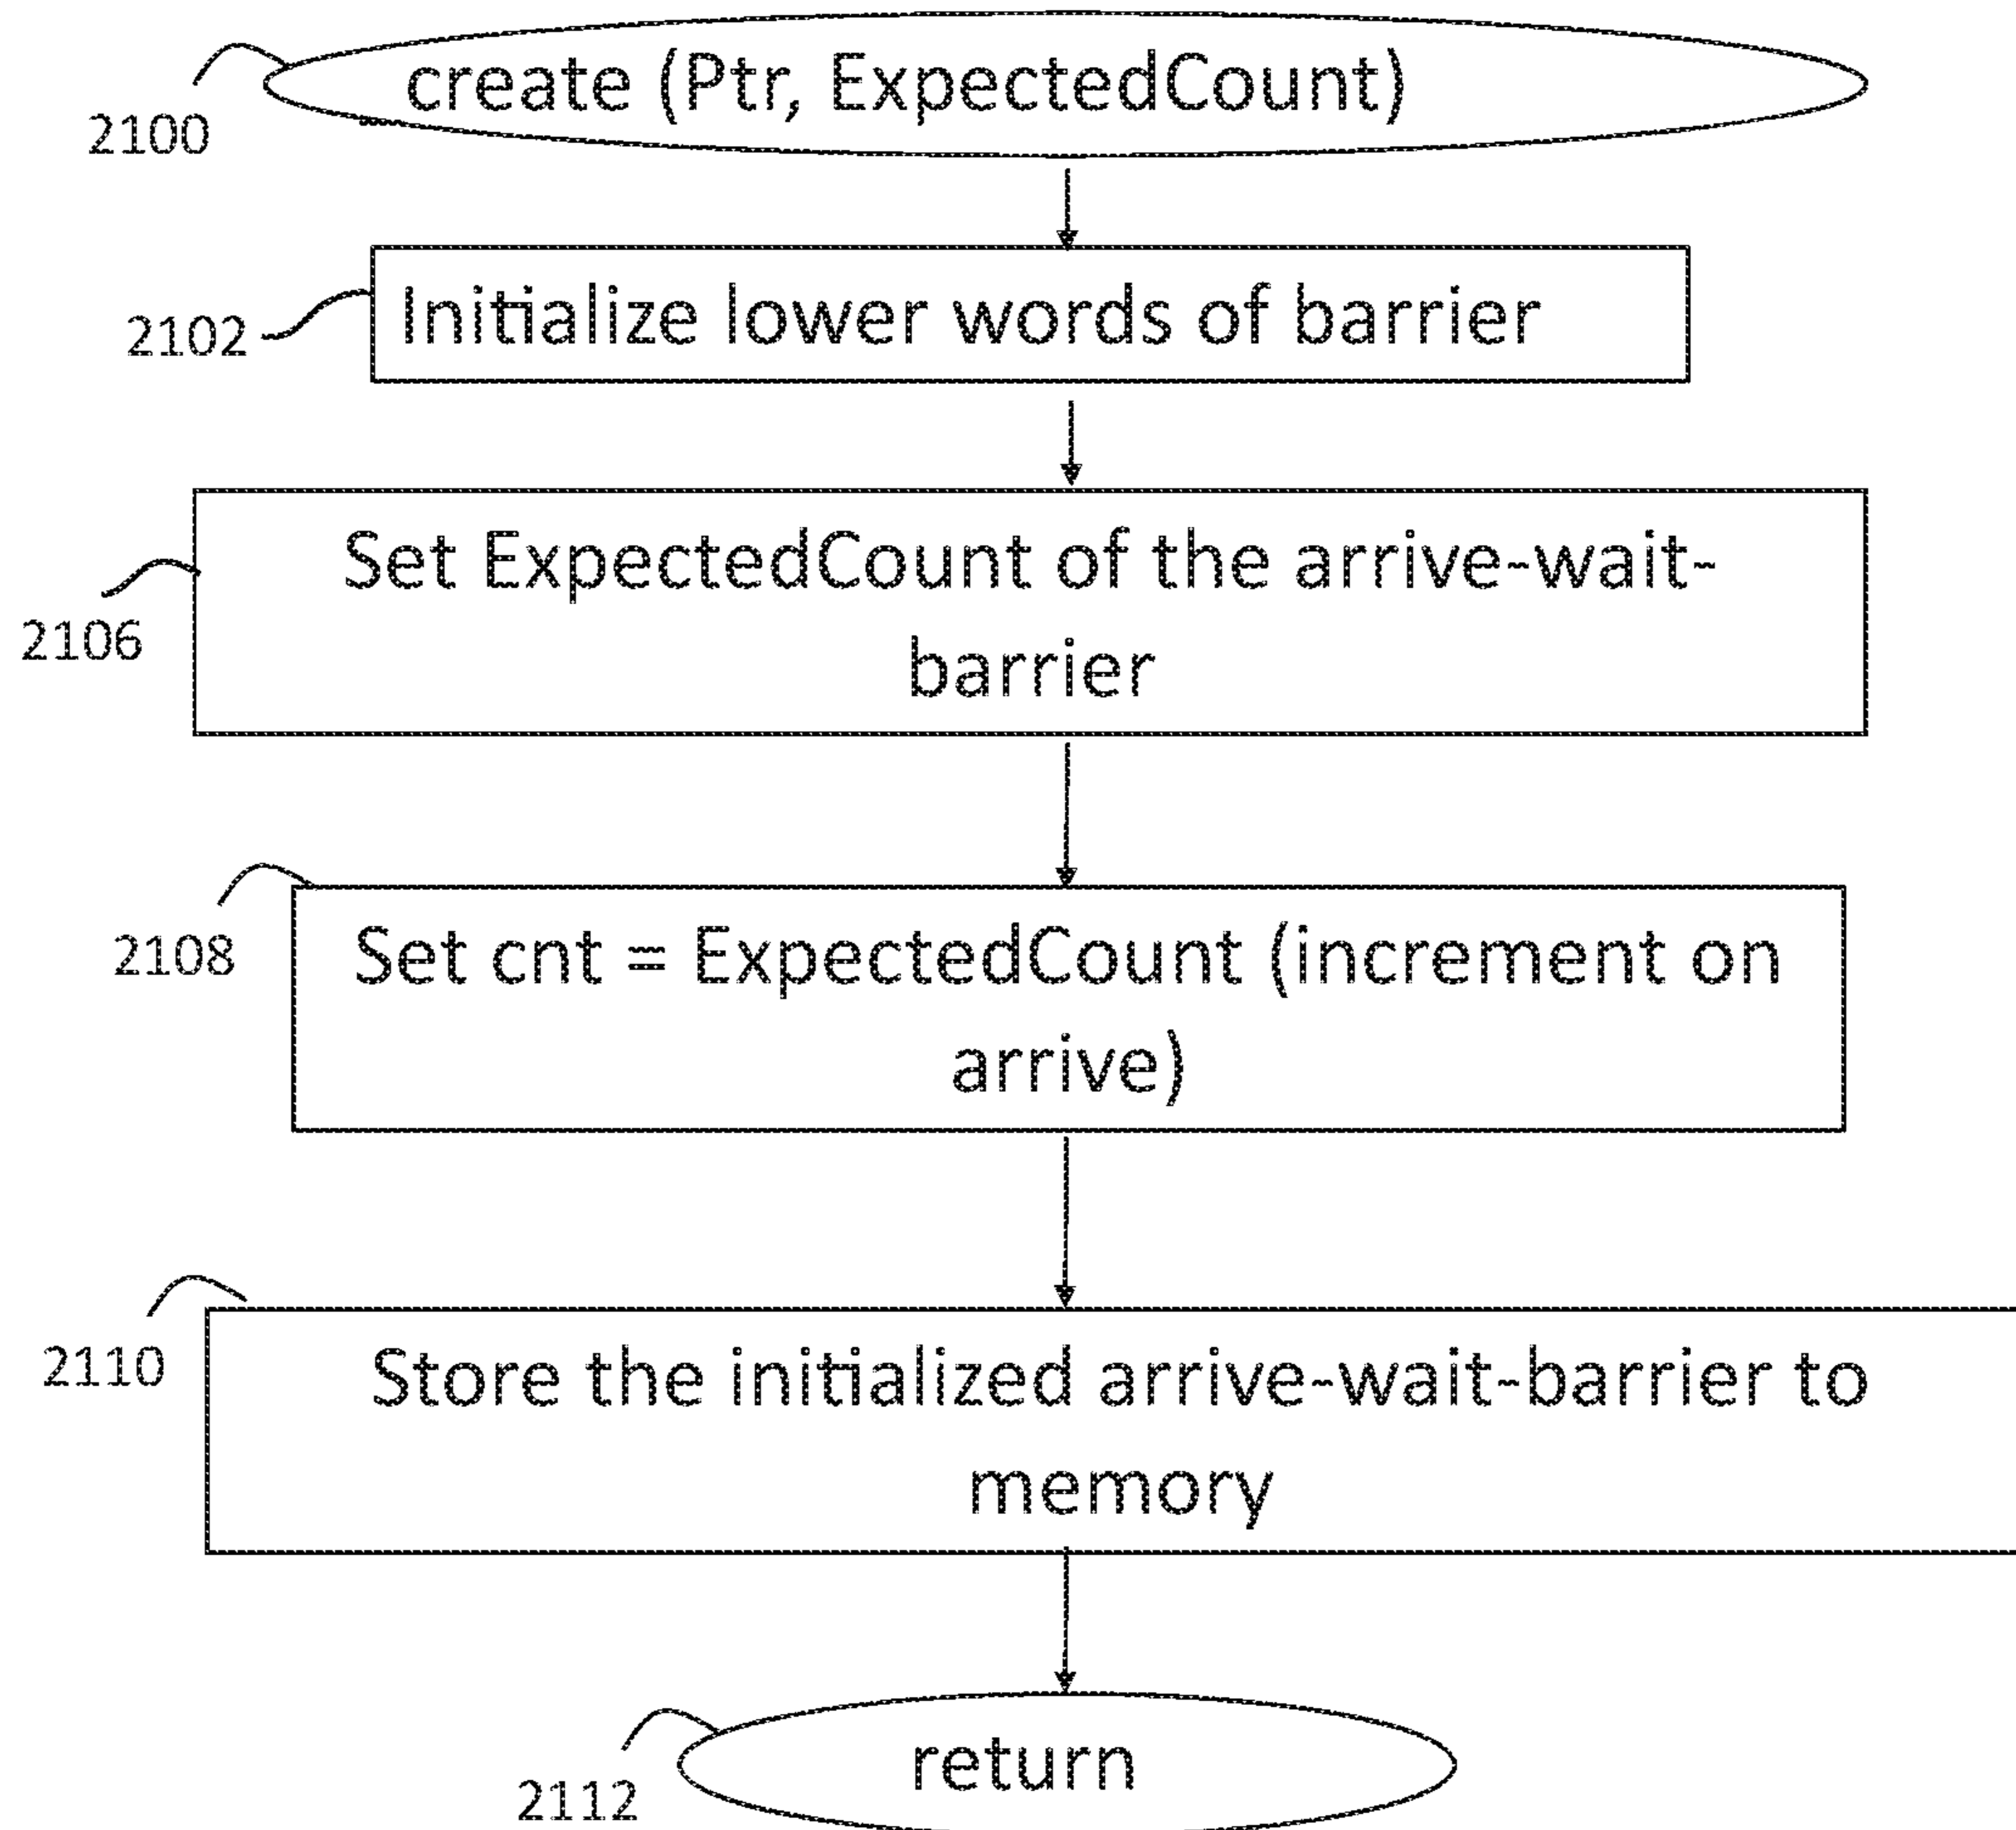 create (Ptr, ExpectedCount)
2100
Initialize lower words of barrier
2102
Set ExpectedCount of the arrive-wait-
barrier
2106
Set cnt = ExpectedCount (increment on
arrive)
2108
Store the initialized arrive-wait-barrier to
memory
2110
return
2112